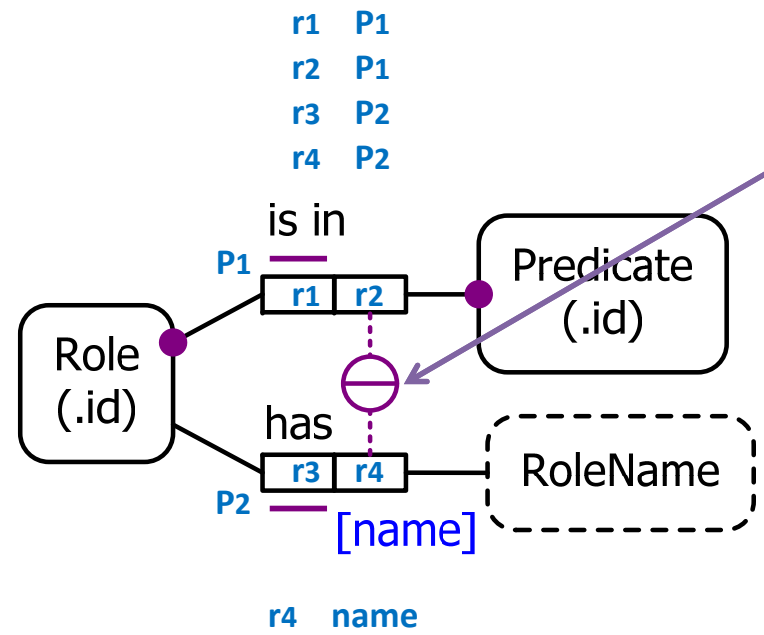 r1 P1
r2 P1
r3 P2
r4 P2
is in
P1
r1 r2
Predicate
(.id)
Role
(.id)
has
r3 r4
RoleName
P2
[name]
r4 name